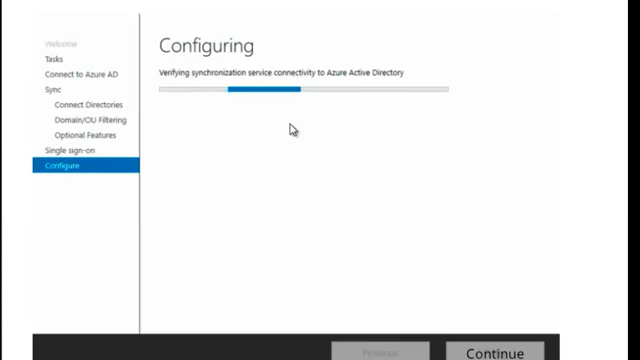 Welcome
Tasks
Connect to Azure AD
Sync
Connect Directories
Domain/OU Filtering
Optional Features
Single sign-on
Configure
Configuring
Verifying synchronization service connectivity to Azure Active Directory
Previous
Continue